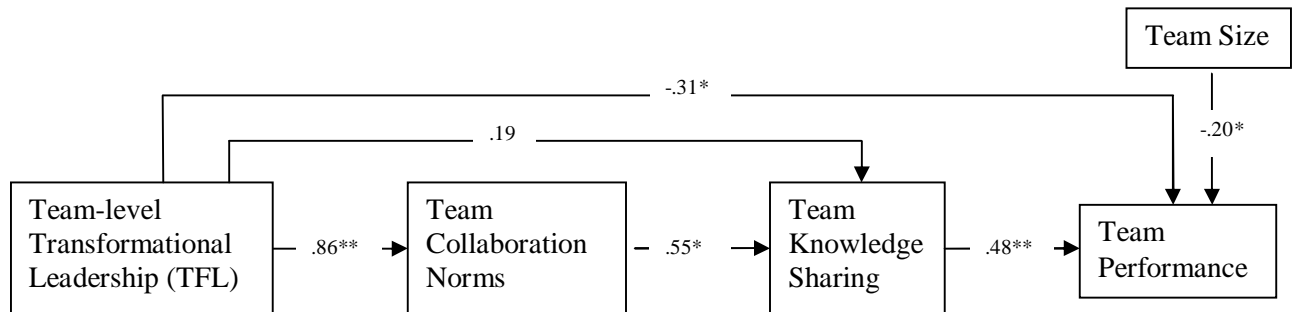 Team Size
-.31*
-.20*
.19
Team-level
Transformational
Leadership (TFL)
.86**
Team
Collaboration
Norms
.55*
Team
Knowledge
Sharing
.48**
Team
Performance